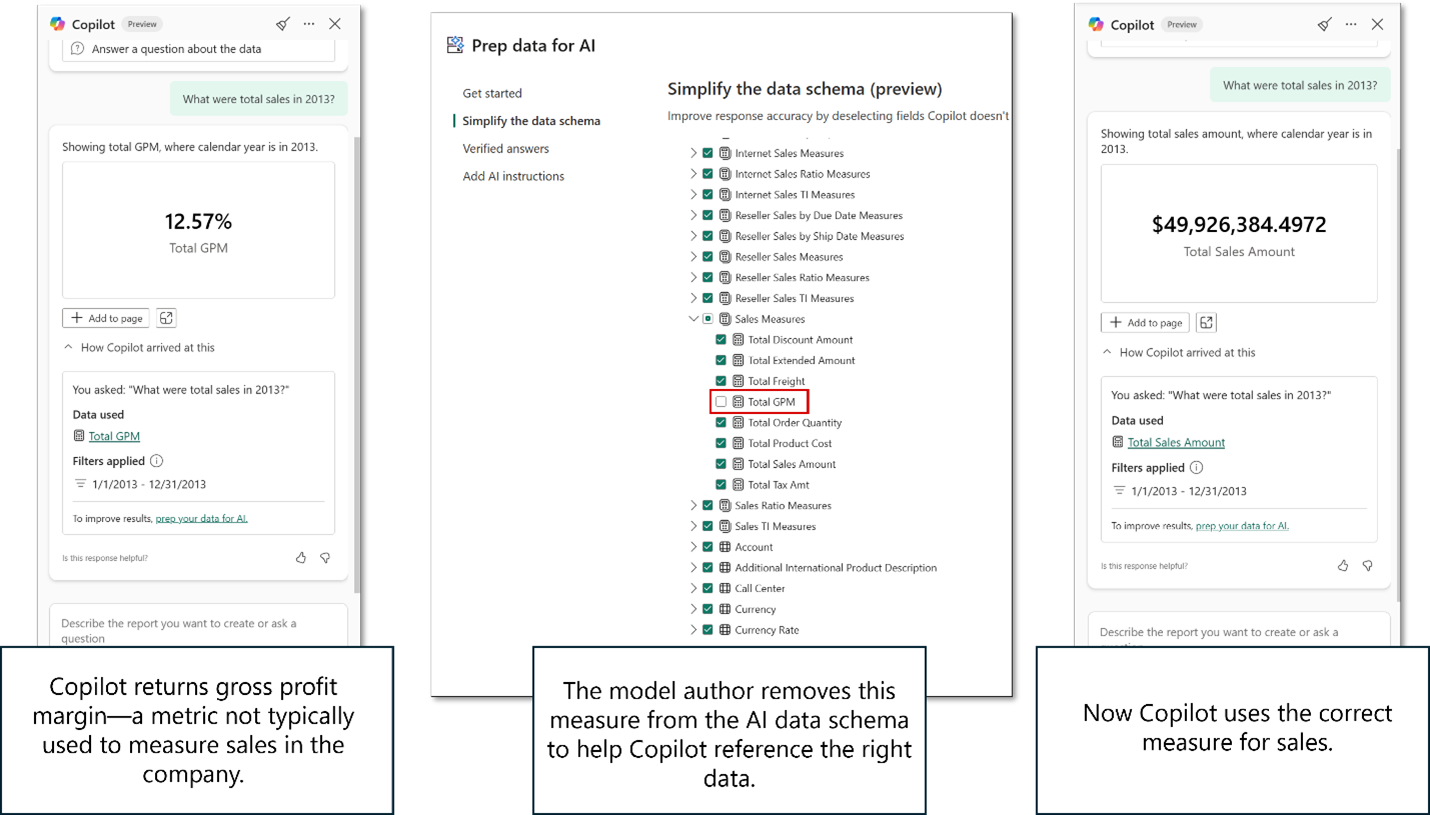 Copilot Preview
Answer a question about the data
What were total sales in 2013?
Showing total GPM, where calendar year is in 2013.
12.57%
Total GPM
Add to page
How Copilot arrived at this
You asked: "What were total sales in 2013?"
Data used
Total GPM
Filters applied
1/1/2013 - 12/31/2013
To improve results, prep your data for AI.
Is this response helpful?
Describe the report you want to create or ask a
question
Copilot returns gross profit
margin—a metric not typically
used to measure sales in the
company.
Prep data for AI
Get started
Simplify the data schema
Verified answers
Add AI instructions
Simplify the data schema (preview)
Improve response accuracy by deselecting fields Copilot doesn't
Internet Sales Measures
Internet Sales Ratio Measures
Internet Sales TI Measures
Reseller Sales by Due Date Measures
Reseller Sales by Ship Date Measures
Reseller Sales Measures
Reseller Sales Ratio Measures
Reseller Sales TI Measures
Sales Measures
Total Discount Amount
Total Extended Amount
Total Freight
Total GPM
Total Order Quantity
Total Product Cost
Total Sales Amount
Total Tax Amt
Sales Ratio Measures
Sales TI Measures
Account
Additional International Product Description
Call Center
Currency
Currency Rate
The model author removes this
measure from the AI data schema
to help Copilot reference the right
data.
Copilot Preview
What were total sales in 2013?
Showing total sales amount, where calendar year is in
2013.
$49,926,384.4972
Total Sales Amount
Add to page
How Copilot arrived at this
You asked: "What were total sales in 2013?"
Data used
Total Sales Amount
Filters applied
1/1/2013 - 12/31/2013
To improve results, prep your data for AI.
Is this response helpful?
Describe the report you want to create or ask a
Now Copilot uses the correct
measure for sales.